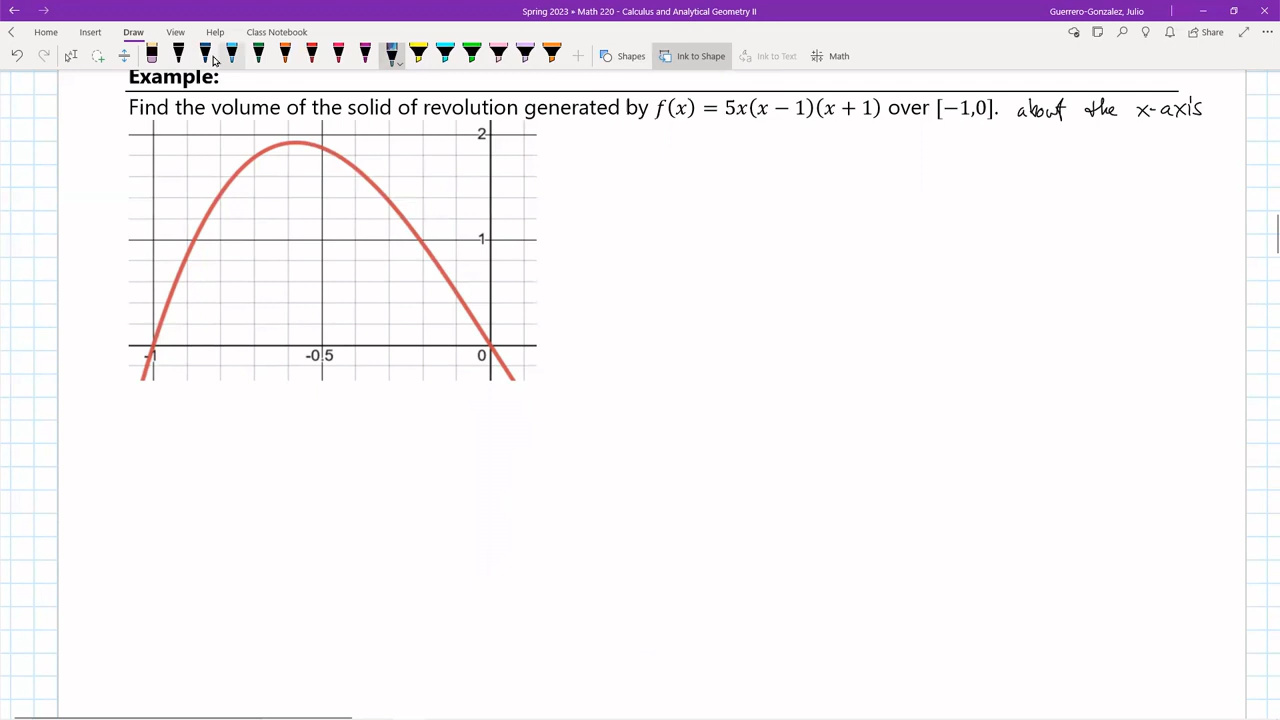 Spring 2023 » Math 220 - Calculus and Analytical Geometry II
Guerrero-Gonzalez, Julio
Home Insert Draw View Help Class Notebook
Share
Shapes Ink to Shape Ink to Text Math
Example:
Find the volume of the solid of revolution generated by f(x) = 5x(x − 1)(x + 1) over [−1,0]. about the x-axis
2
1
-1 -0.5 0